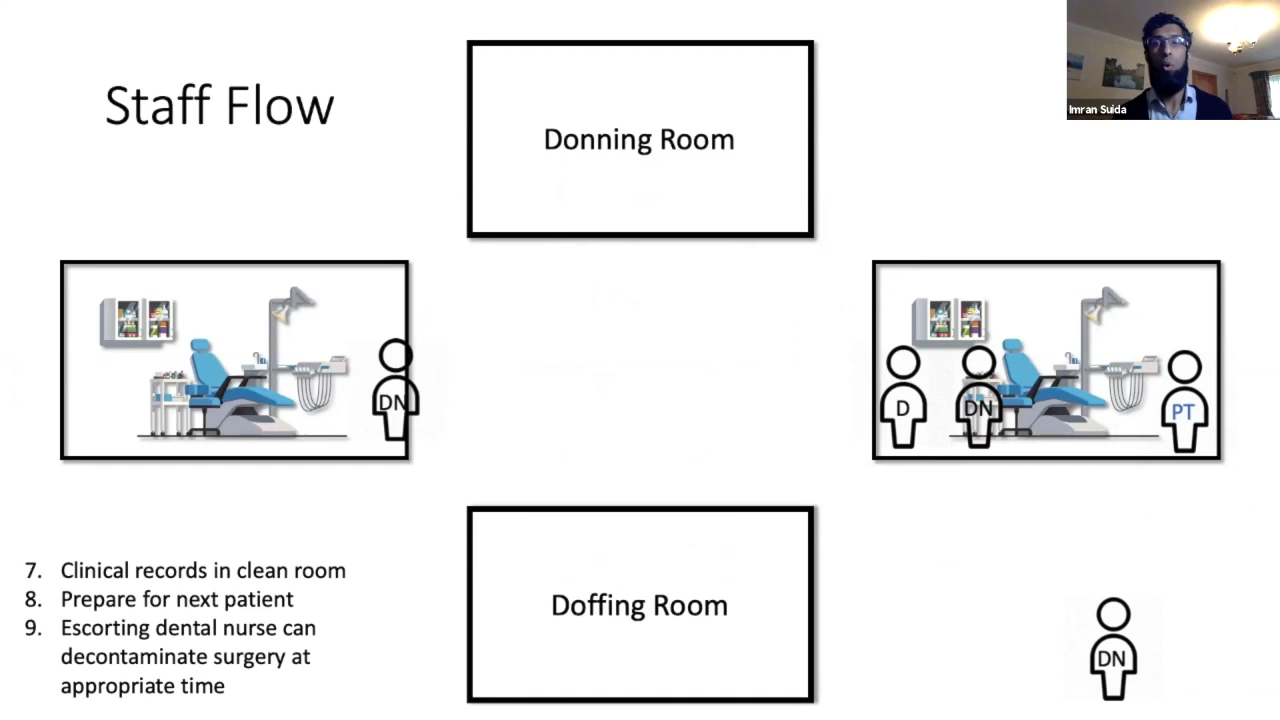 Staff Flow
Donning Room
Imran Suida
DN
D
DN
PT
7. Clinical records in clean room
8. Prepare for next patient
9. Escorting dental nurse can
decontaminate surgery at
appropriate time
Doffing Room
DN